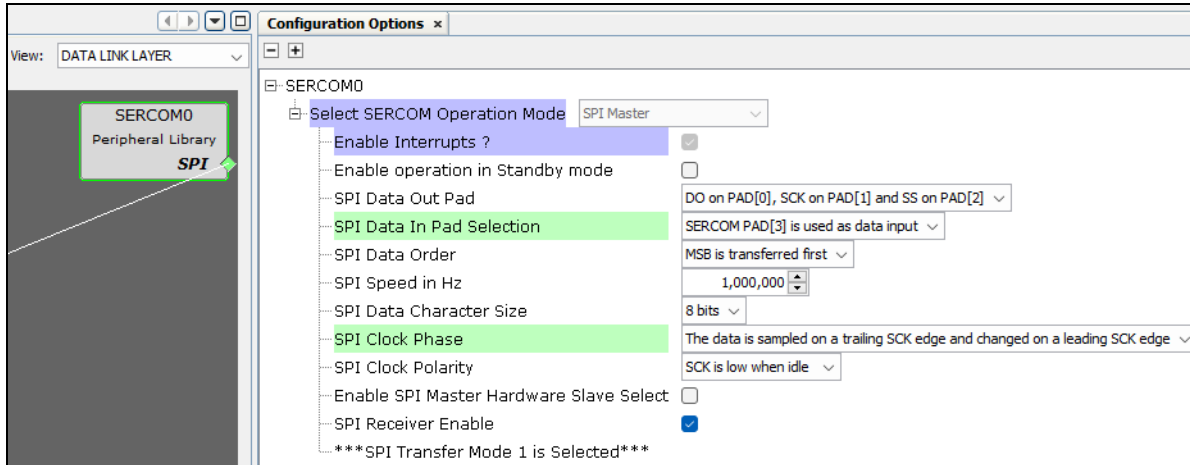 Configuration Options ×
View: DATA LINK LAYER
SERCOM0
Peripheral Library
SPI
SERCOM0
Select SERCOM Operation Mode SPI Master
Enable Interrupts ?
Enable operation in Standby mode
SPI Data Out Pad DO on PAD[0], SCK on PAD[1] and SS on PAD[2]
SPI Data In Pad Selection SERCOM PAD[3] is used as data input
SPI Data Order MSB is transferred first
SPI Speed in Hz 1,000,000
SPI Data Character Size 8 bits
SPI Clock Phase The data is sampled on a trailing SCK edge and changed on a leading SCK edge
SPI Clock Polarity SCK is low when idle
Enable SPI Master Hardware Slave Select
SPI Receiver Enable
***SPI Transfer Mode 1 is Selected***